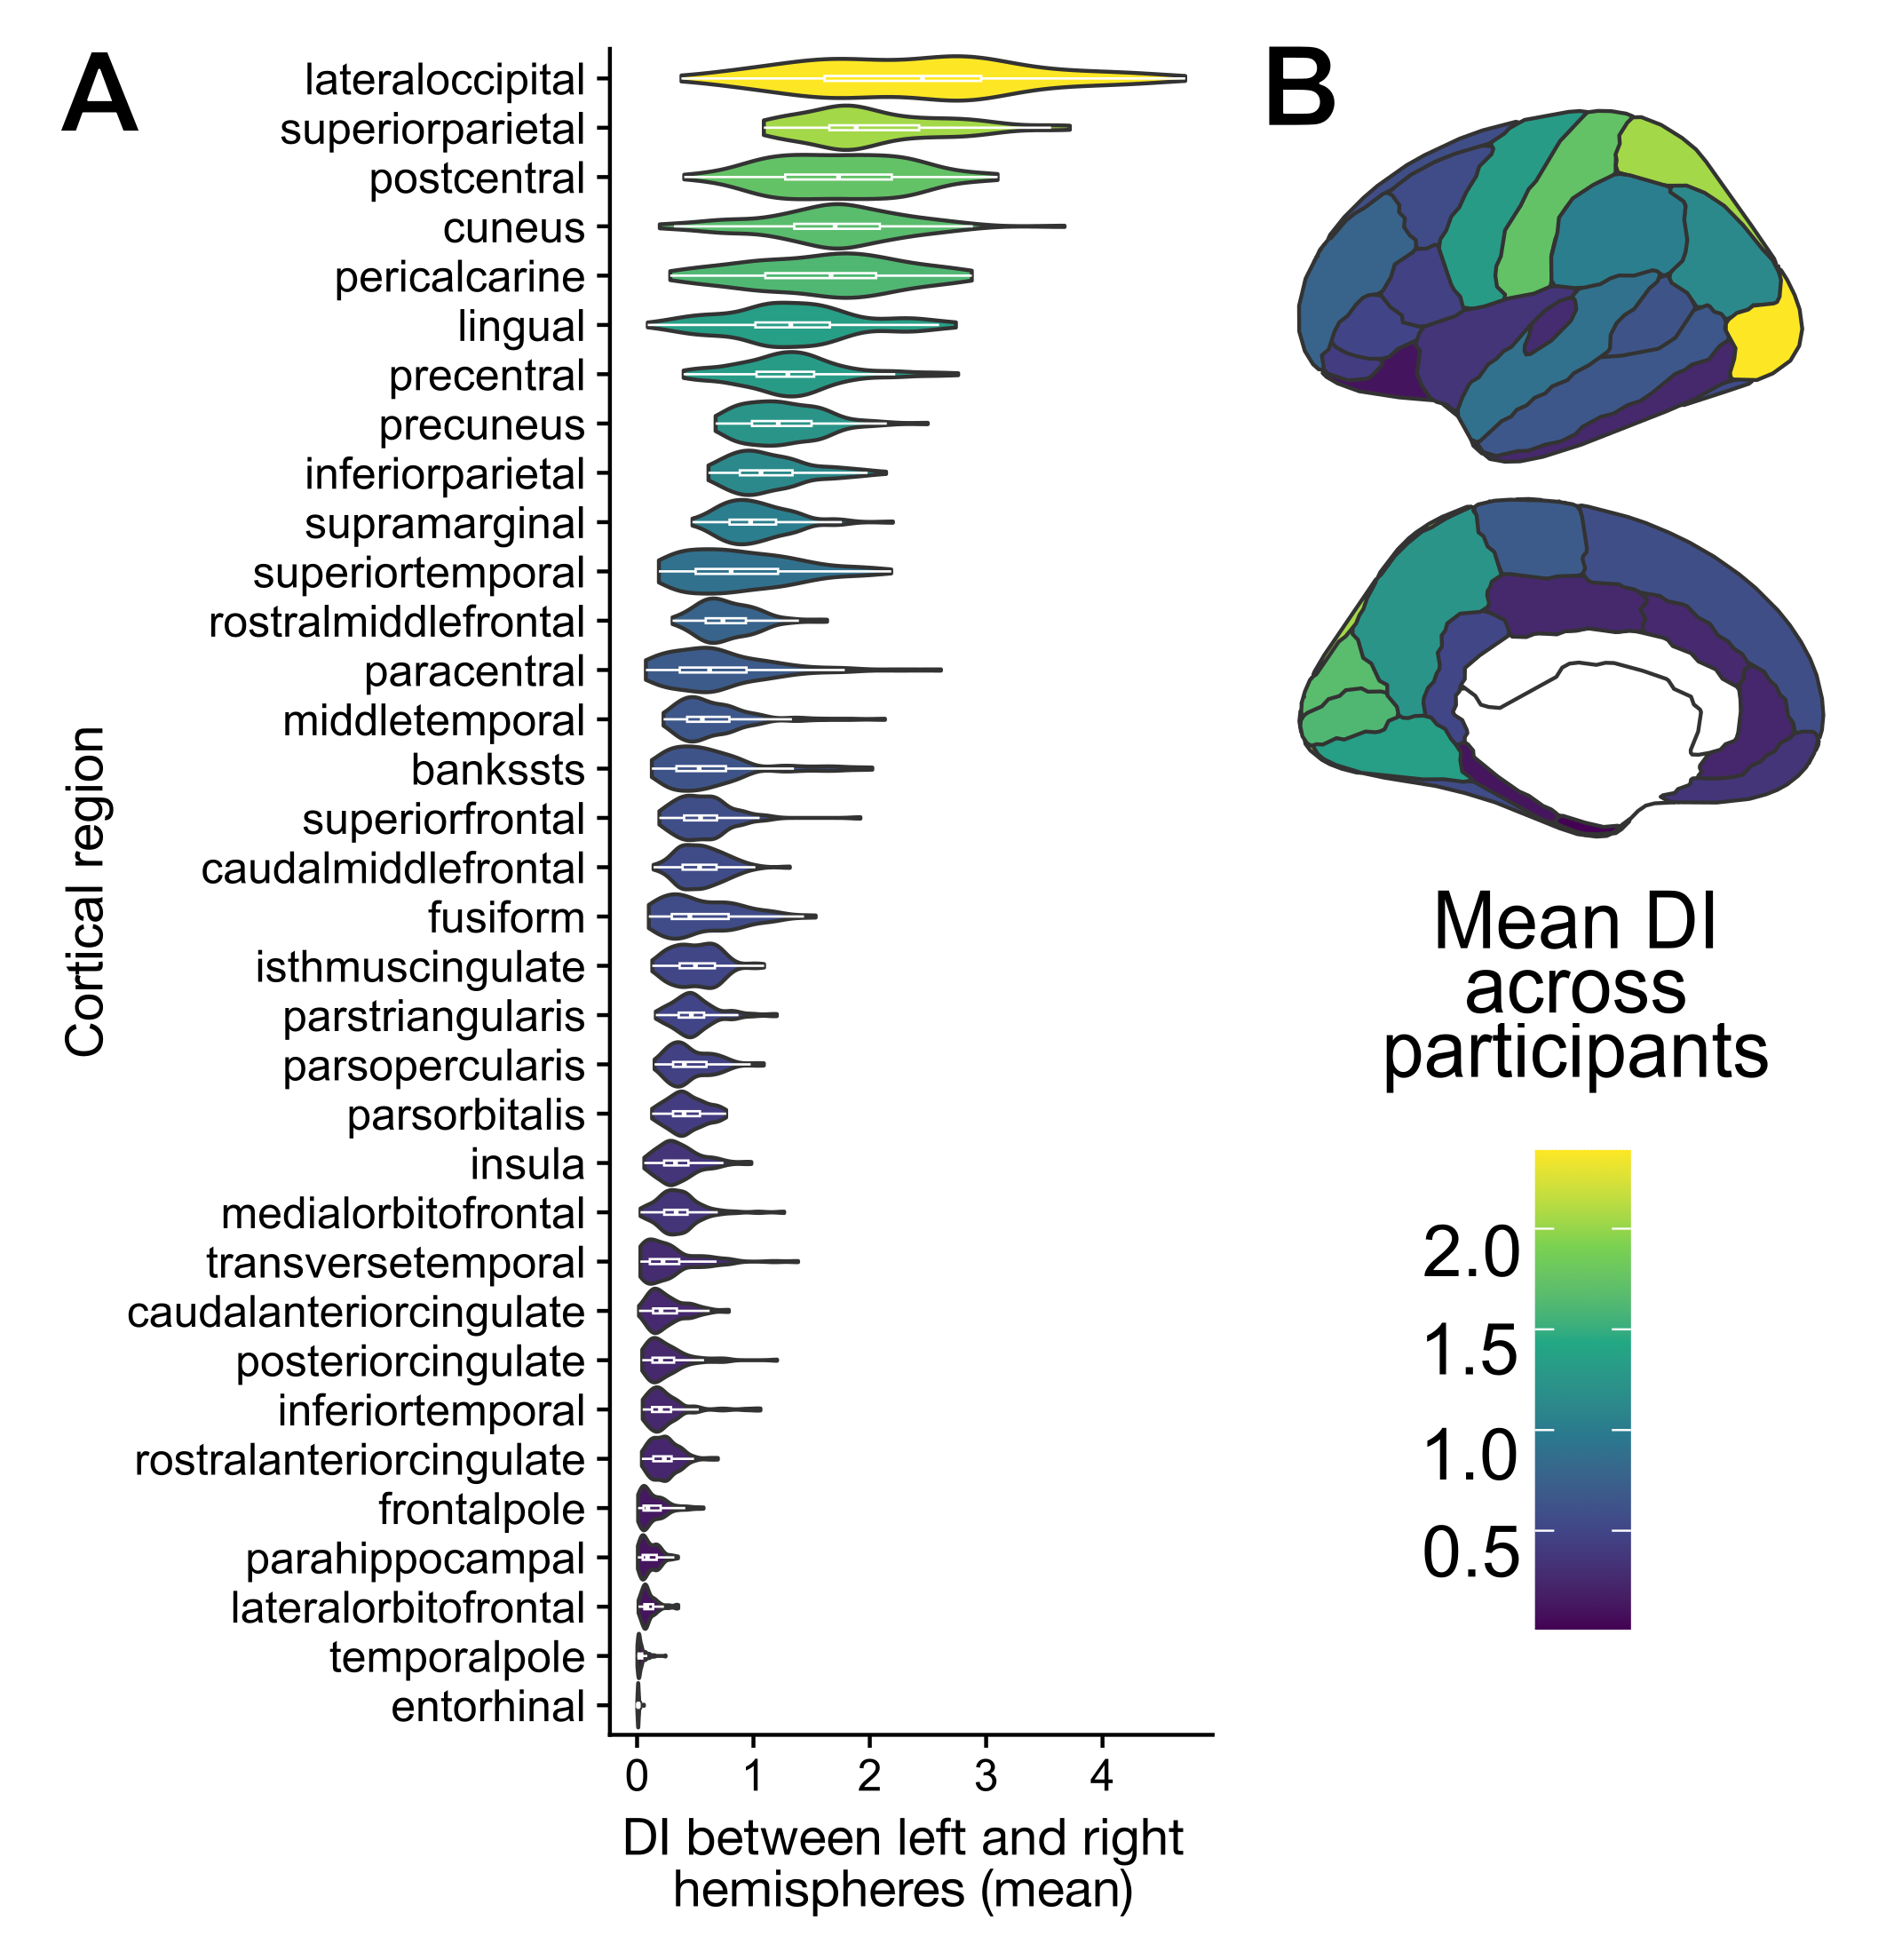 A
B
lateraloccipital
superiorparietal
postcentral
cuneus
pericalcarine
lingual
precentral
precuneus
inferiorparietal
supramarginal
superiortemporal
rostralmiddlefrontal
paracentral
middletemporal
bankssts
superiorfrontal
caudalmiddlefrontal
fusiform
isthmuscingulate
parstriangularis
parsopercularis
parsorbitalis
insula
medialorbitofrontal
transversetemporal
caudalanteriorcingulate
posteriorcingulate
inferiortemporal
rostralanteriorcingulate
frontalpole
parahippocampal
lateralorbitofrontal
temporalpole
entorhinal
Cortical region
0 1 2 3 4
DI between left and right
hemispheres (mean)
Mean DI
across
participants
2.0
1.5
1.0
0.5